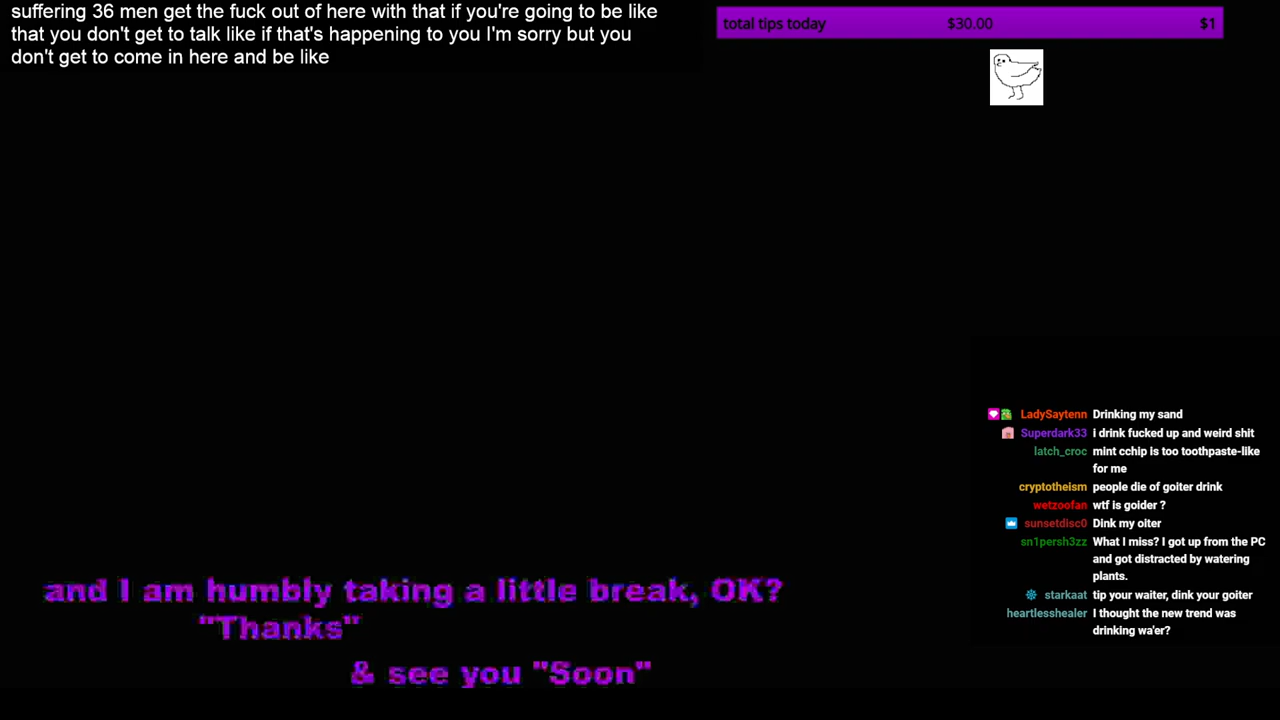 suffering 36 men get the fuck out of here with that if you're going to be like
that you don't get to talk like if that's happening to you I'm sorry but you
don't get to come in here and be like
total tips today $30.00 $1
LadySaytenn Drinking my sand
Superdark33 i drink fucked up and weird shit
latch_croc mint cchip is too toothpaste-like
for me
cryptotheism people die of goiter drink
wetzoofan wtf is goider ?
sunsetdisc0 Dink my oiter
sn1persh3zz What I miss? I got up from the PC
and got distracted by watering
plants.
starkaat tip your waiter, dink your goiter
heartlesshealer I thought the new trend was
drinking wa'er?
and I am humbly taking a little break, OK?
"Thanks"
& see you "Soon"